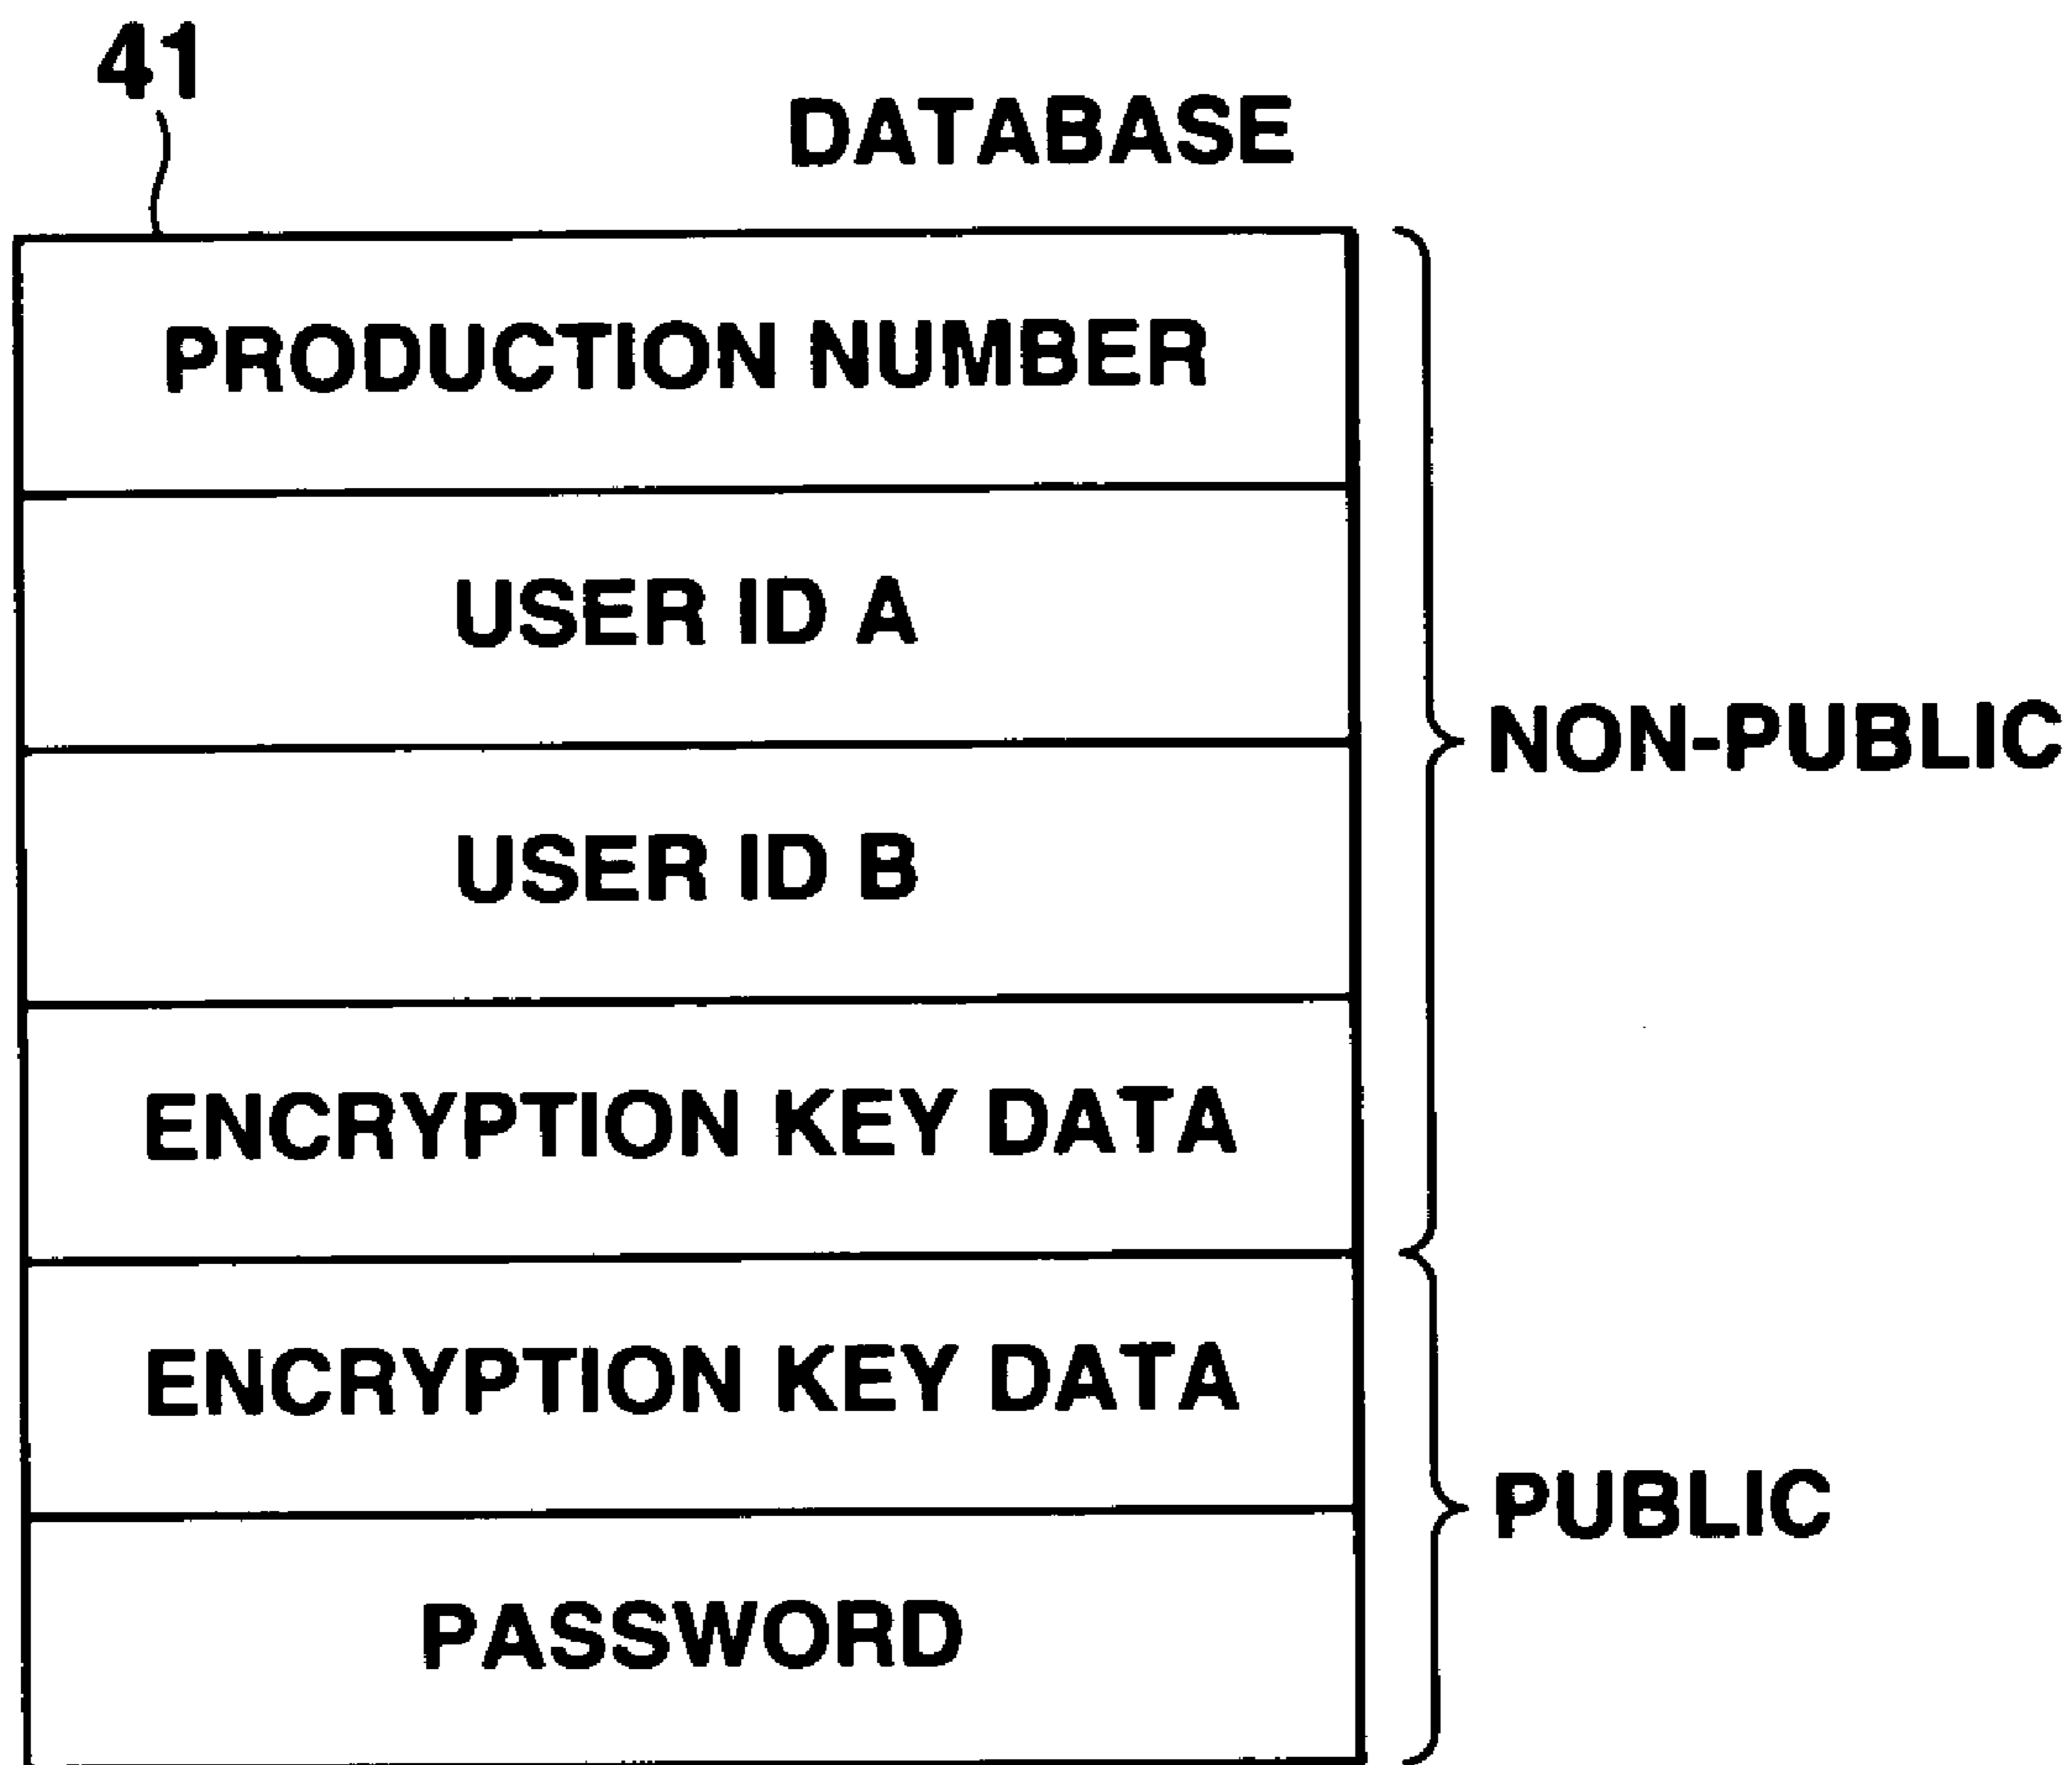 41
DATABASE
PRODUCTION NUMBER
USER ID A
USER ID B
NON-PUBLIC
ENCRYPTION KEY DATA
ENCRYPTION KEY DATA
PUBLIC
PASSWORD